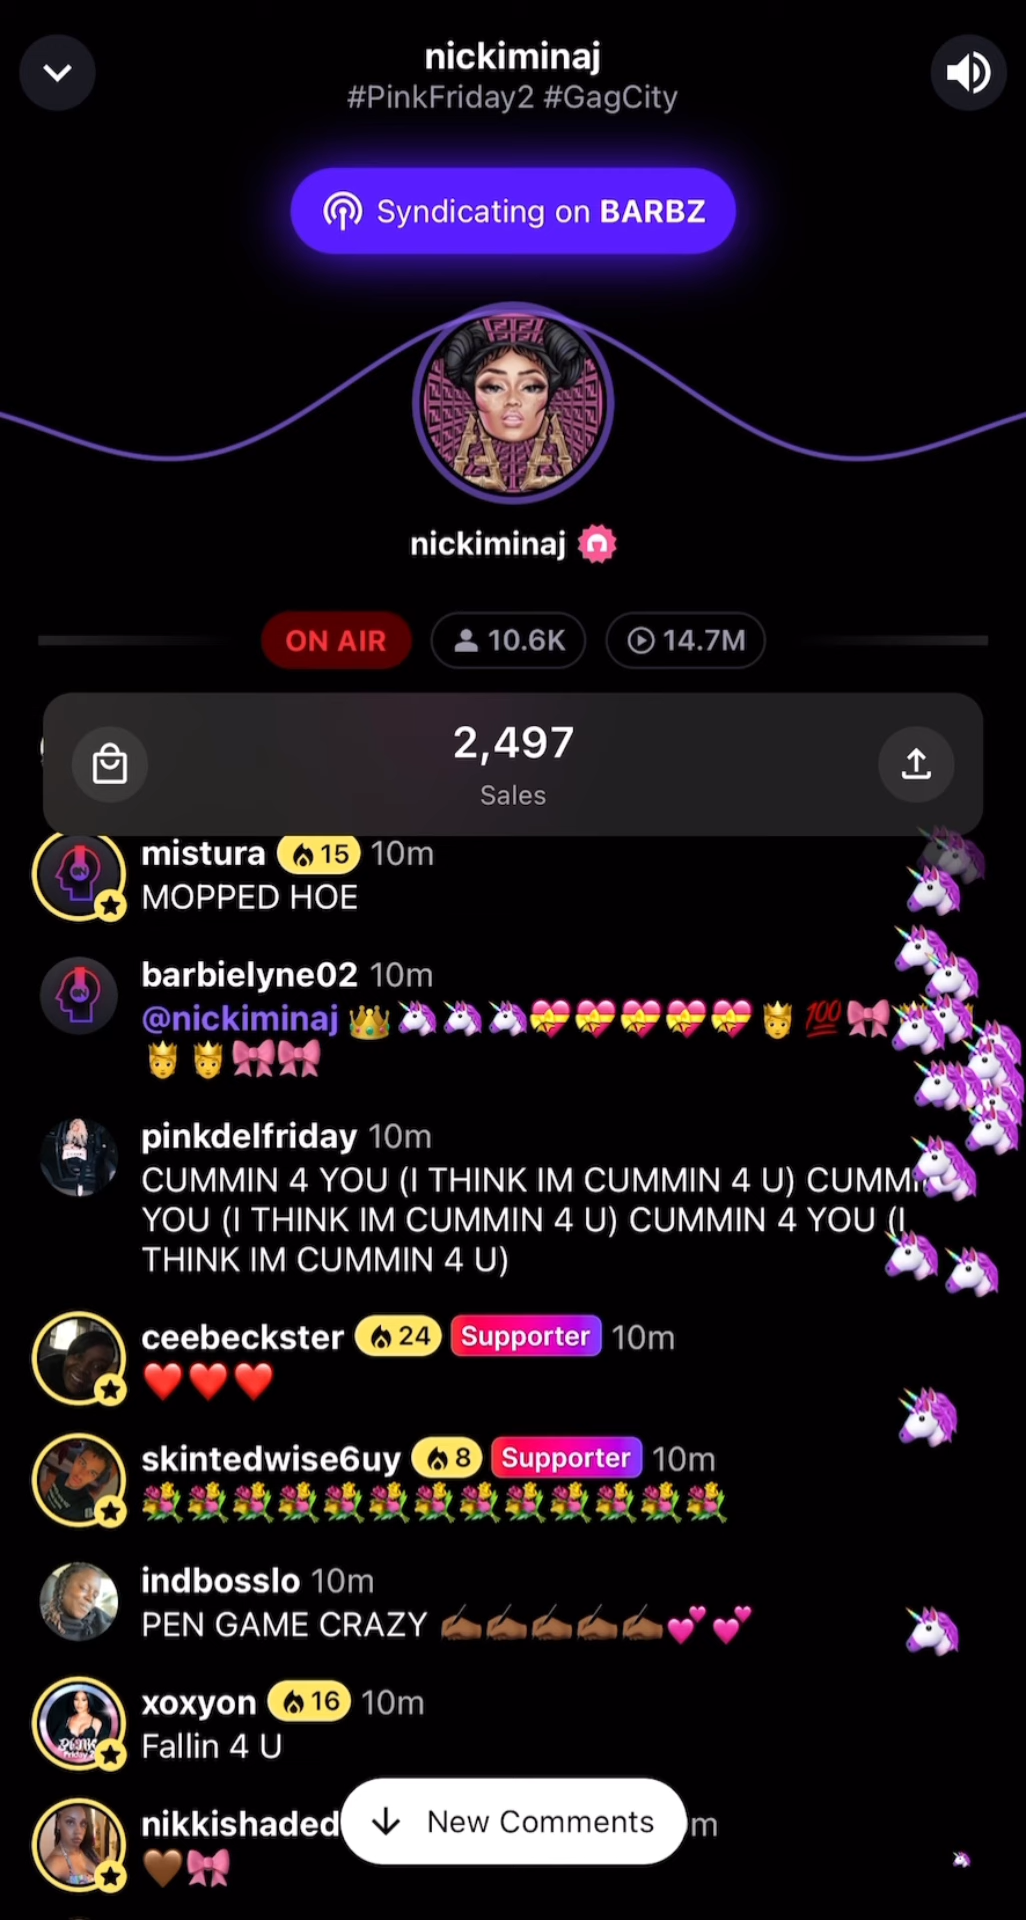 nickiminaj
#PinkFriday2 #GagCity
Syndicating on BARBZ
nickiminaj
ON AIR 10.6K 14.7M
2,497
Sales
mistura 15 10m
MOPPED HOE
barbielyne02 10m
@nickiminaj 👑🦄🦄🦄💝💝💝💝💝🤴💯🎀
🤴🤴🎀🎀
pinkdelfriday 10m
CUMMIN 4 YOU (I THINK IM CUMMIN 4 U)
YOU (I THINK IM CUMMIN 4 U) CUMMIN 4 YOU (I
THINK IM CUMMIN 4 U)
ceebeckster 24 Supporter 10m
❤️❤️❤️
skintedwise6uy 8 Supporter 10m
💐💐💐💐💐💐💐💐💐💐💐💐💐
indbosslo 10m
PEN GAME CRAZY ✍🏾✍🏾✍🏾✍🏾✍🏾💕💕
xoxyon 16 10m
Fallin 4 U
nikkishaded m
🤎🎀
New Comments